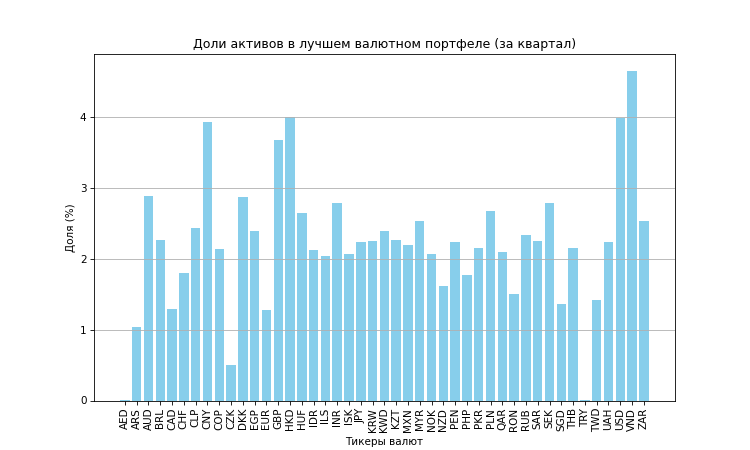 Доли активов в лучшем валютном портфеле (за квартал)
Доля (%)
4
3
2
1
0
AED ARS AUD BRL CAD CHF CLP CNY COP CZK DKK EGP EUR GBP HKD HUF IDR ILS INR ISK JPY KRW KWD KZT MXN MYR NOK NZD PEN PHP PKR PLN QAR RON RUB SAR SEK SGD THB TRY TWD UAH USD VND ZAR
Тикеры валют